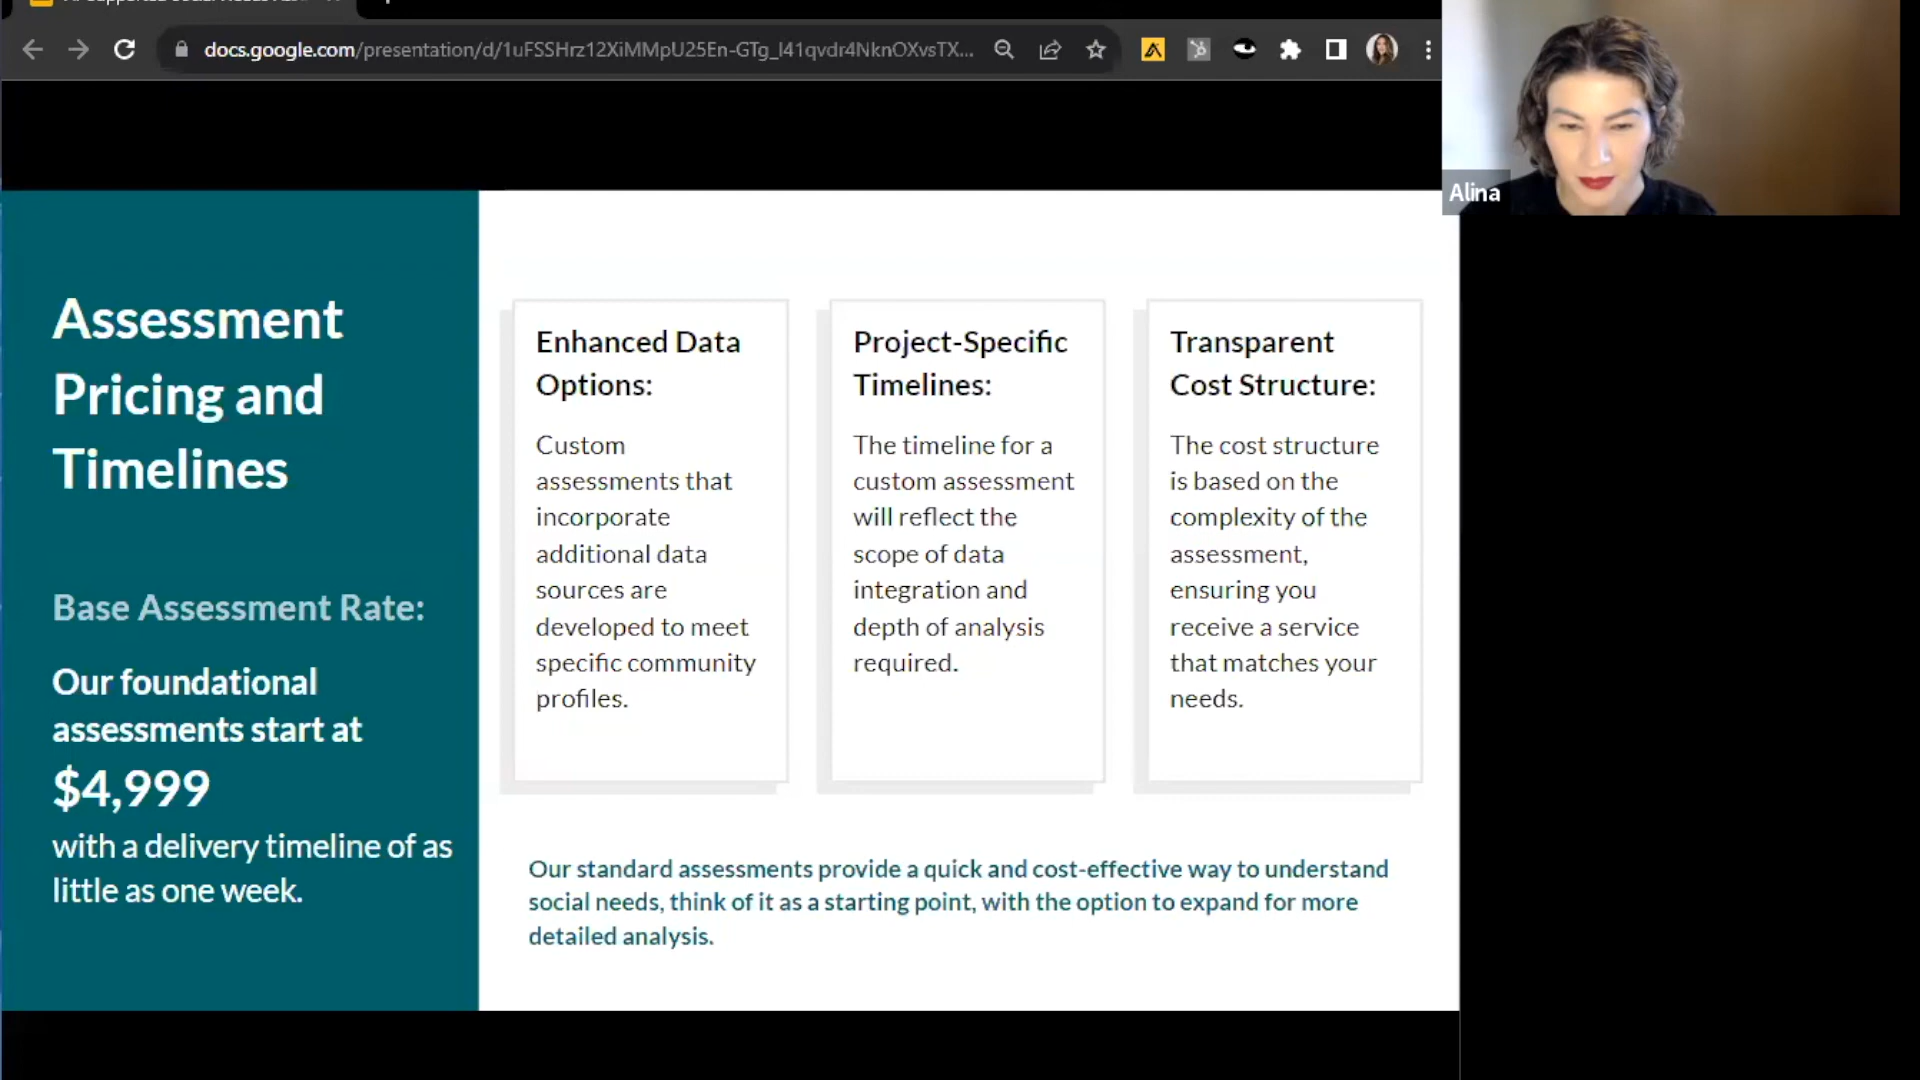 docs.google.com/presentation/d/1uFSSHrz12XiMMpU25En-GTg_l41qvdr4NknOXvsTX...
Alina
Assessment
Pricing and
Timelines
Base Assessment Rate:
Our foundational
assessments start at
$4,999
with a delivery timeline of as
little as one week.
Enhanced Data
Options:
Custom
assessments that
incorporate
additional data
sources are
developed to meet
specific community
profiles.
Project-Specific
Timelines:
The timeline for a
custom assessment
will reflect the
scope of data
integration and
depth of analysis
required.
Transparent
Cost Structure:
The cost structure
is based on the
complexity of the
assessment,
ensuring you
receive a service
that matches your
needs.
Our standard assessments provide a quick and cost-effective way to understand
social needs, think of it as a starting point, with the option to expand for more
detailed analysis.